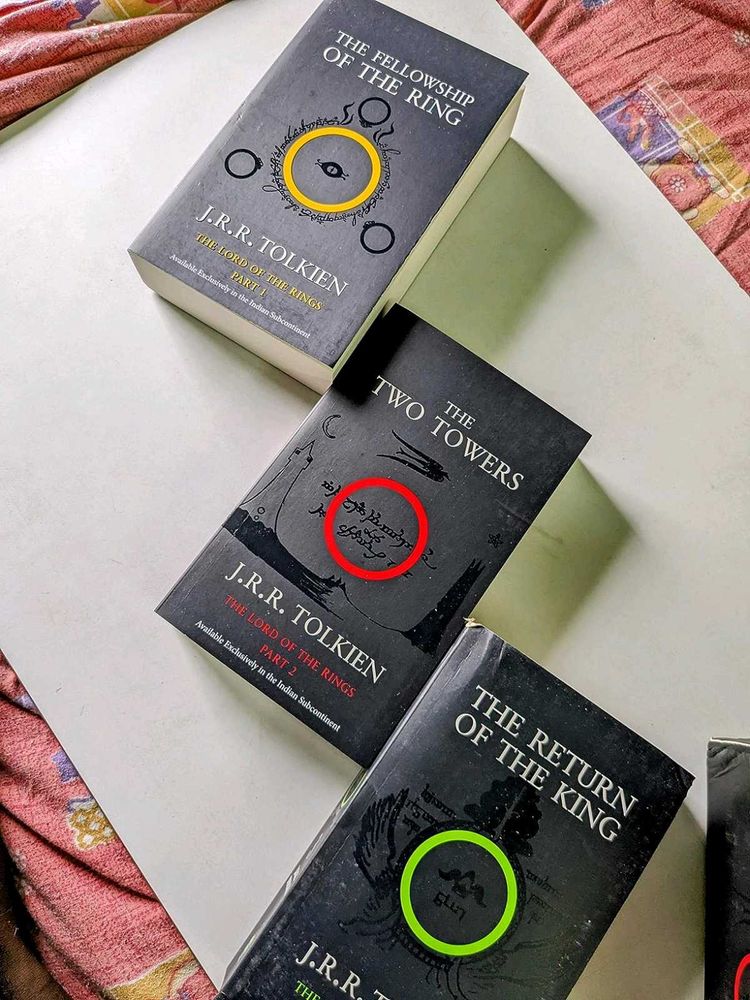 THE FELLOWSHIP
OF THE RING
J.R.R. TOLKIEN
THE LORD OF THE RINGS
PART 1
Available Exclusively in the Indian Subcontinent
THE
TWO TOWERS
J.R.R. TOLKIEN
THE LORD OF THE RINGS
PART 2
Available Exclusively in the Indian Subcontinent
THE RETURN
OF THE KING
J.R.R.
THE